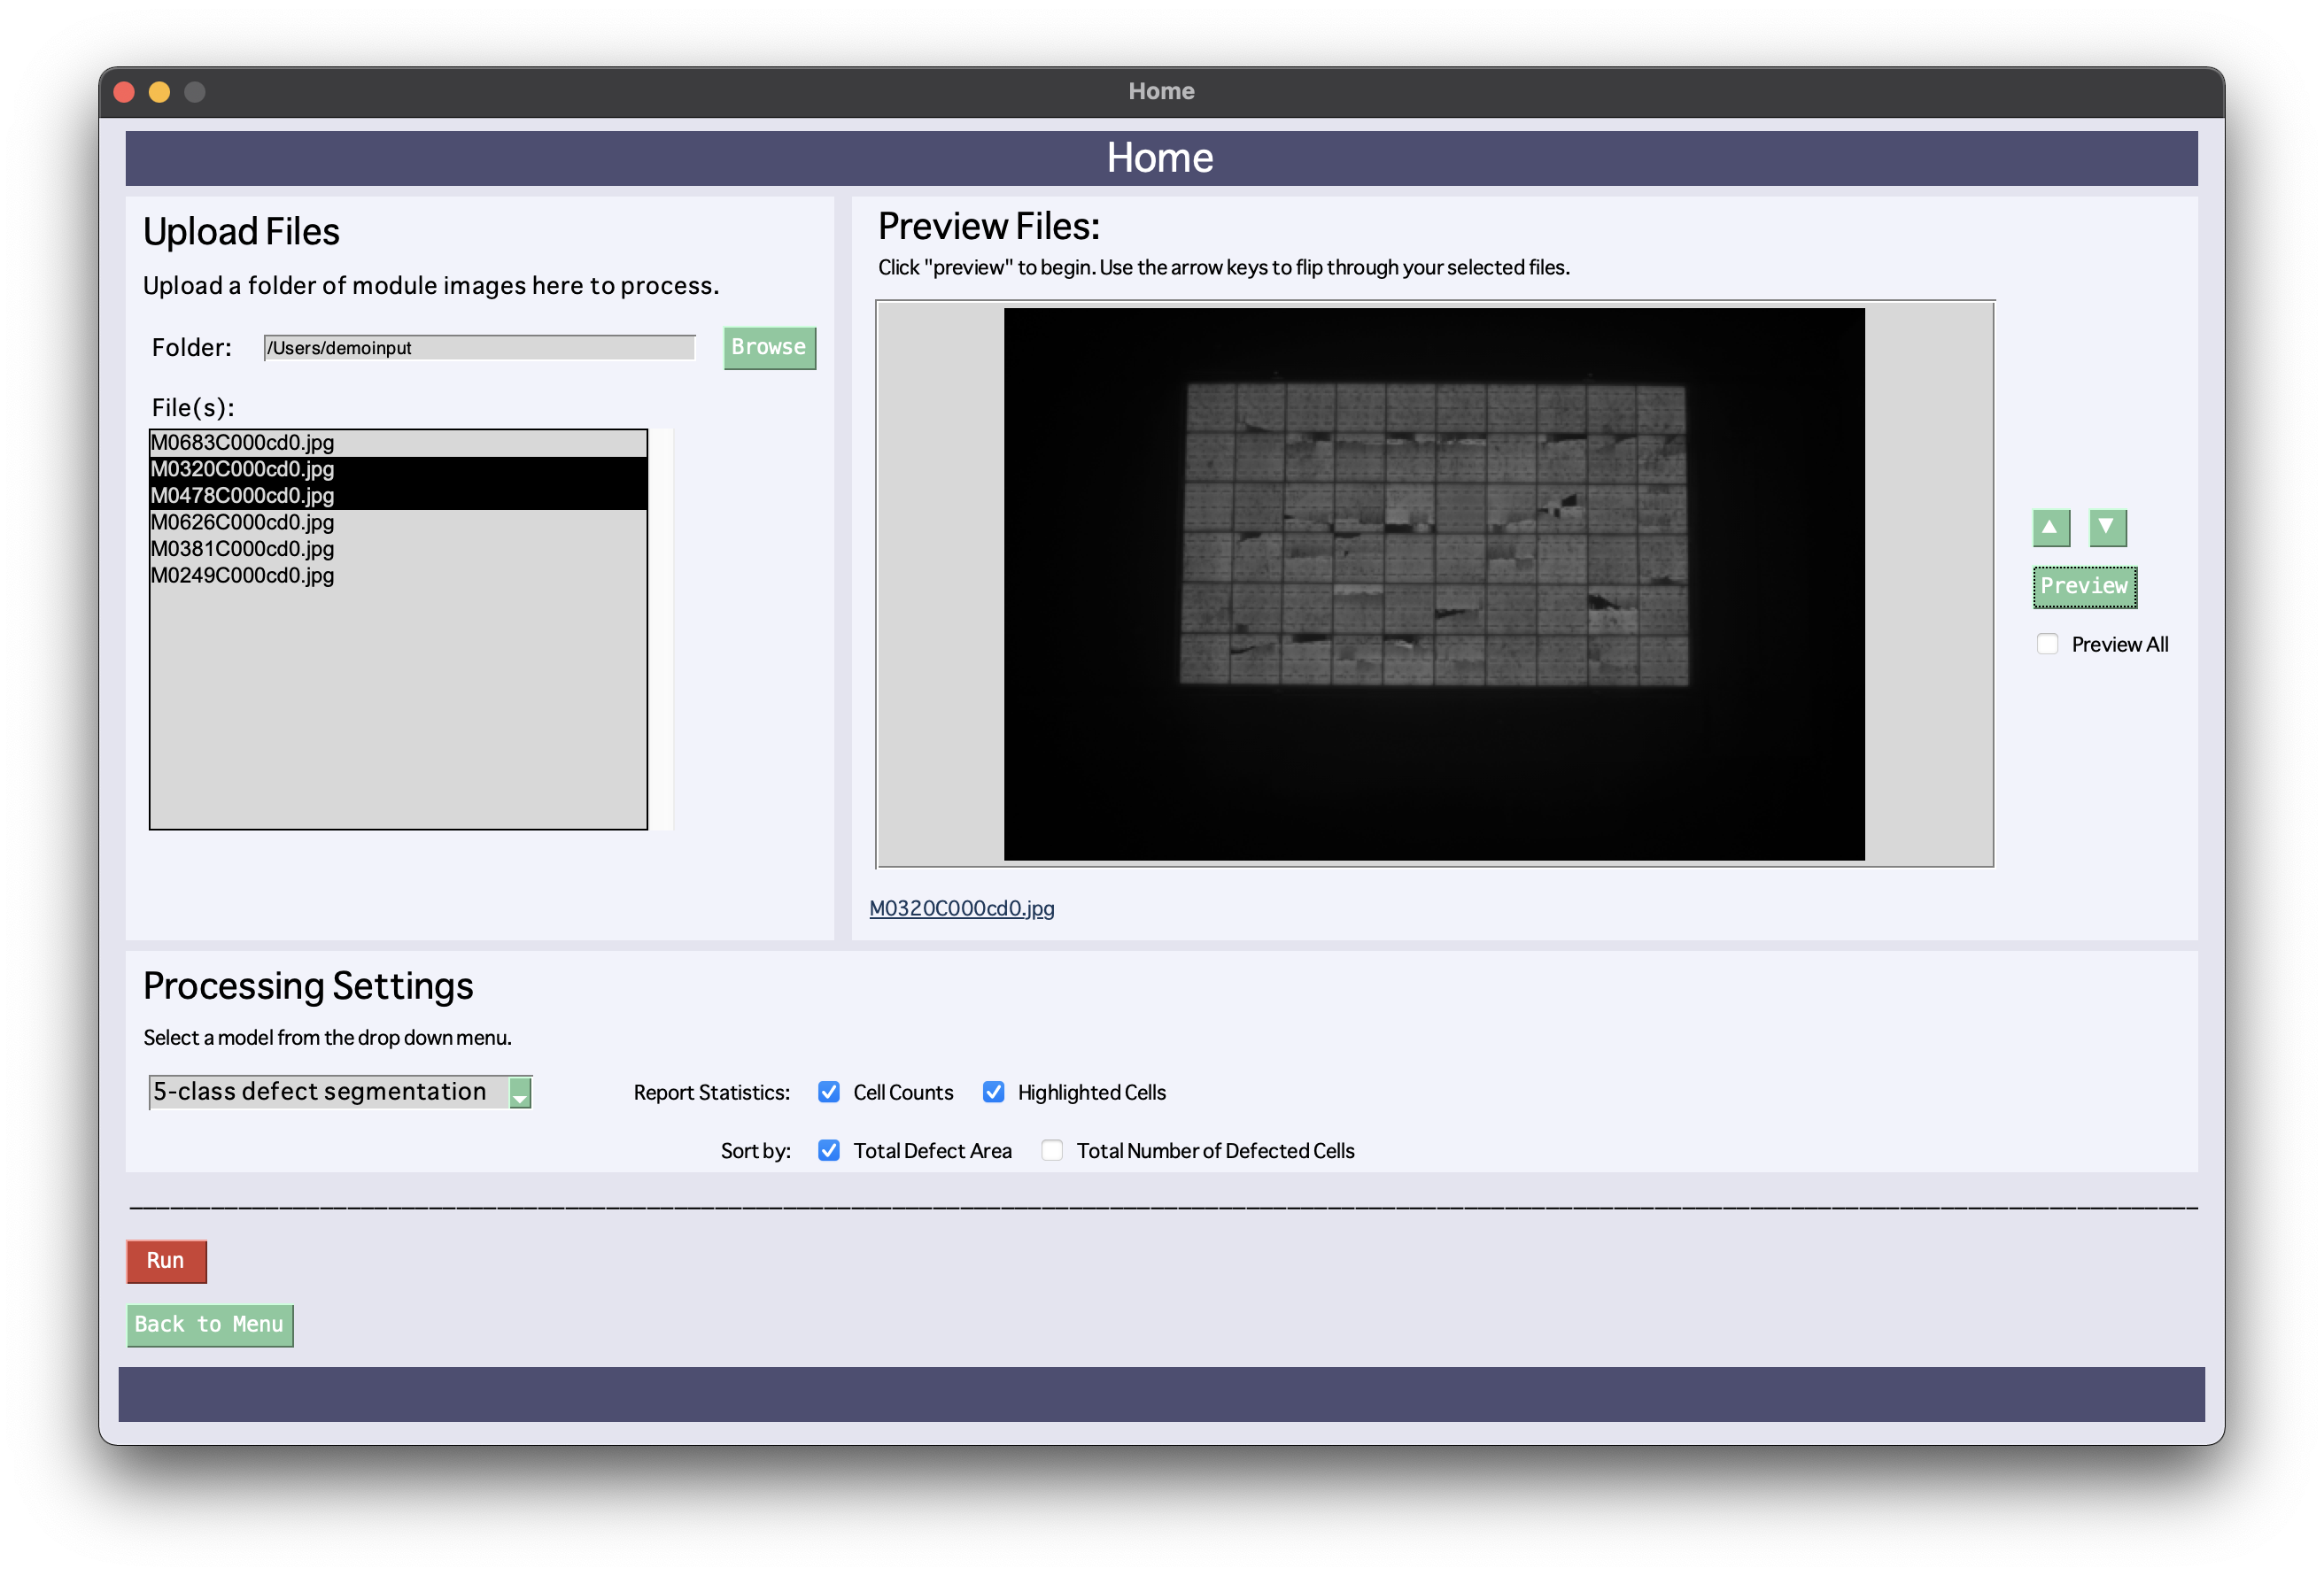 Home
Home
Upload Files
Upload a folder of module images here to process.
Folder: /Users/demoinput Browse
File(s):
M0683C000cd0.jpg
M0320C000cd0.jpg
M0478C000cd0.jpg
M0626C000cd0.jpg
M0381C000cd0.jpg
M0249C000cd0.jpg
Preview Files:
Click "preview" to begin. Use the arrow keys to flip through your selected files.
▲ ▼
Preview
Preview All
M0320C000cd0.jpg
Processing Settings
Select a model from the drop down menu.
5-class defect segmentation
Report Statistics: Cell Counts Highlighted Cells
Sort by: Total Defect Area Total Number of Defected Cells
Run
Back to Menu